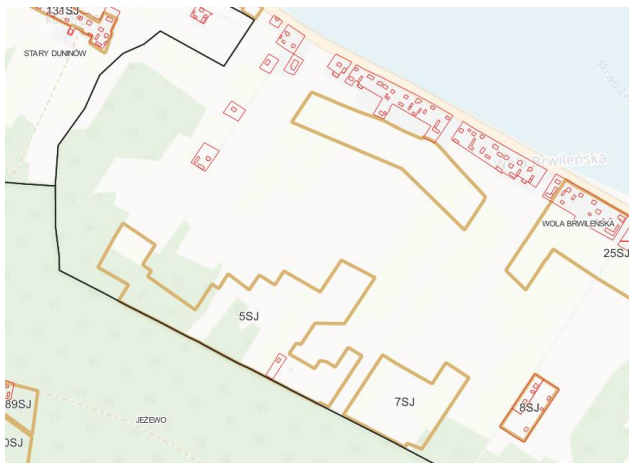 131SJ
STARY DUNINÓW
Brwileńska
WOLA BRWILEŃSKA
25SJ
5SJ
7SJ
8SJ
89SJ
0SJ
JEŻEWO